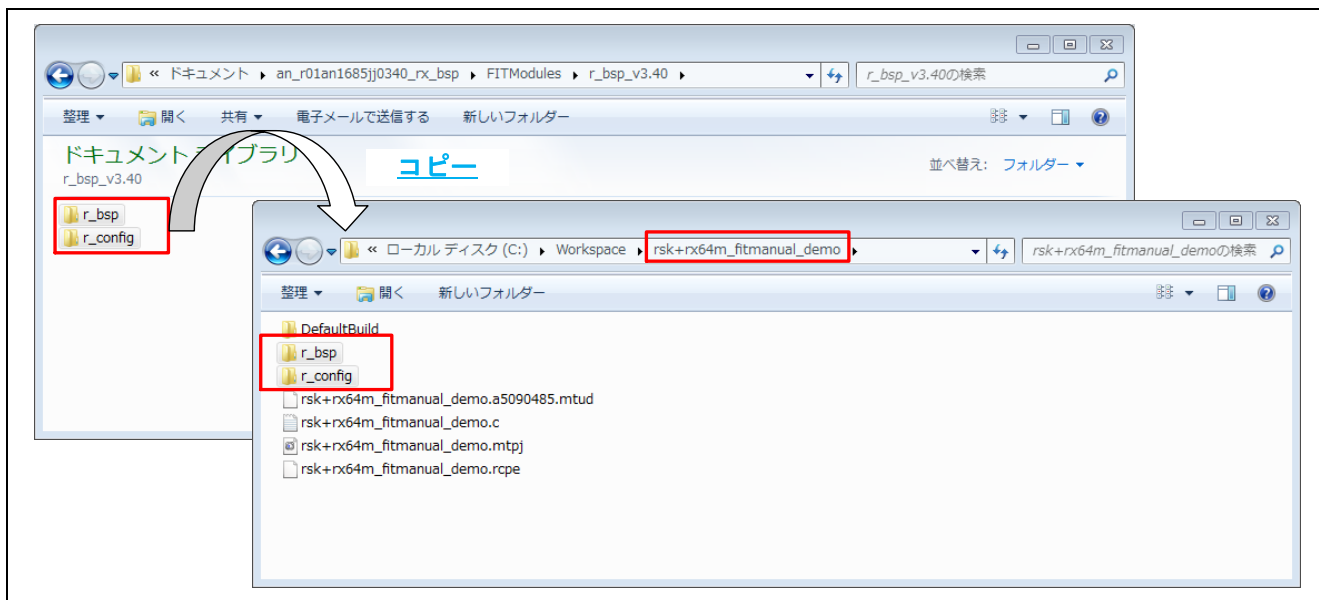 « ドキュメント ▸ an_r01an1685jj0340_rx_bsp ▸ FITModules ▸ r_bsp_v3.40 ▸
r_bsp_v3.40の検索
整理 開く 共有 電子メールで送信する 新しいフォルダー
ドキュメント ライブラリ
r_bsp_v3.40
コピー
並べ替え: フォルダー
r_bsp
r_config
« ローカル ディスク (C:) ▸ Workspace ▸ rsk+rx64m_fitmanual_demo ▸
rsk+rx64m_fitmanual_demoの検索
整理 開く 新しいフォルダー
DefaultBuild
r_bsp
r_config
rsk+rx64m_fitmanual_demo.a5090485.mtud
rsk+rx64m_fitmanual_demo.c
rsk+rx64m_fitmanual_demo.mtpj
rsk+rx64m_fitmanual_demo.rcpe